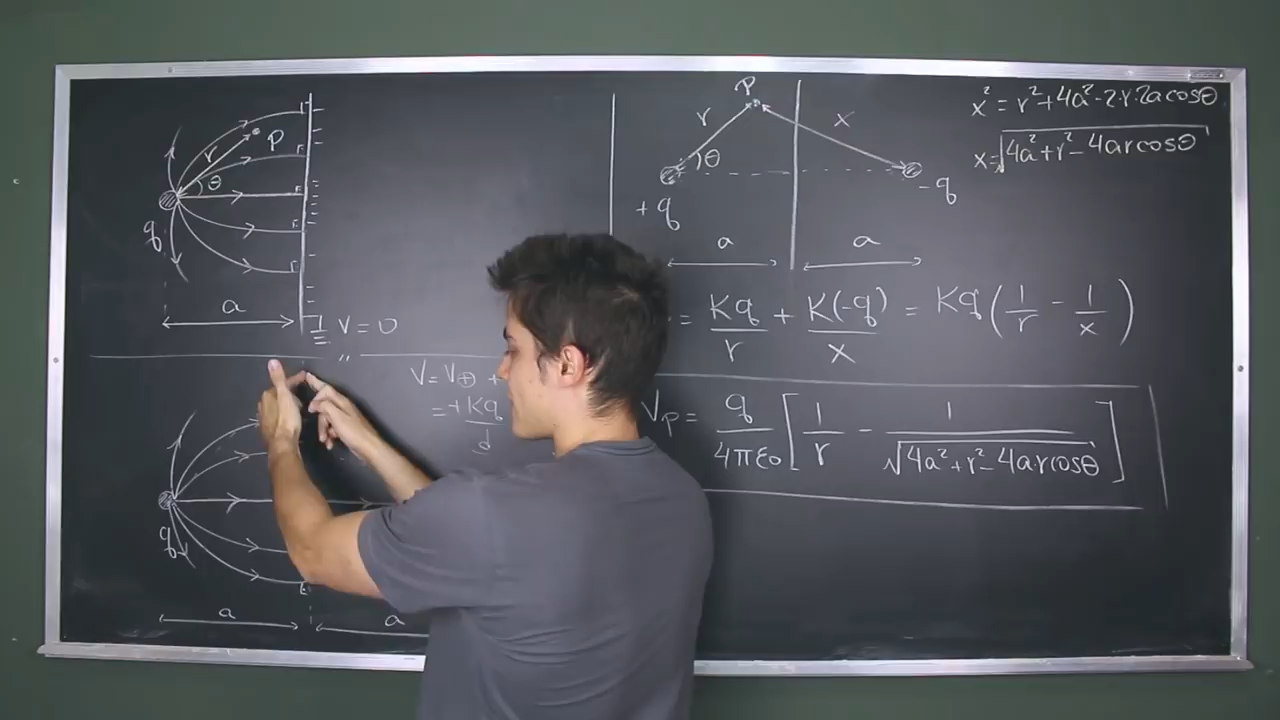 P
r
θ
q
a
V=0
V=V⊕ +
=+Kq/d
q
a
a
P
r
x
θ
+q
-q
a
a
x²=r²+4a²-2·r·2a cosθ
x=√4a²+r²-4ar cosθ
= Kq/r + K(-q)/x = Kq(1/r - 1/x)
Vp= q/4πε₀ [1/r - 1/√4a²+r²-4a·r cosθ]